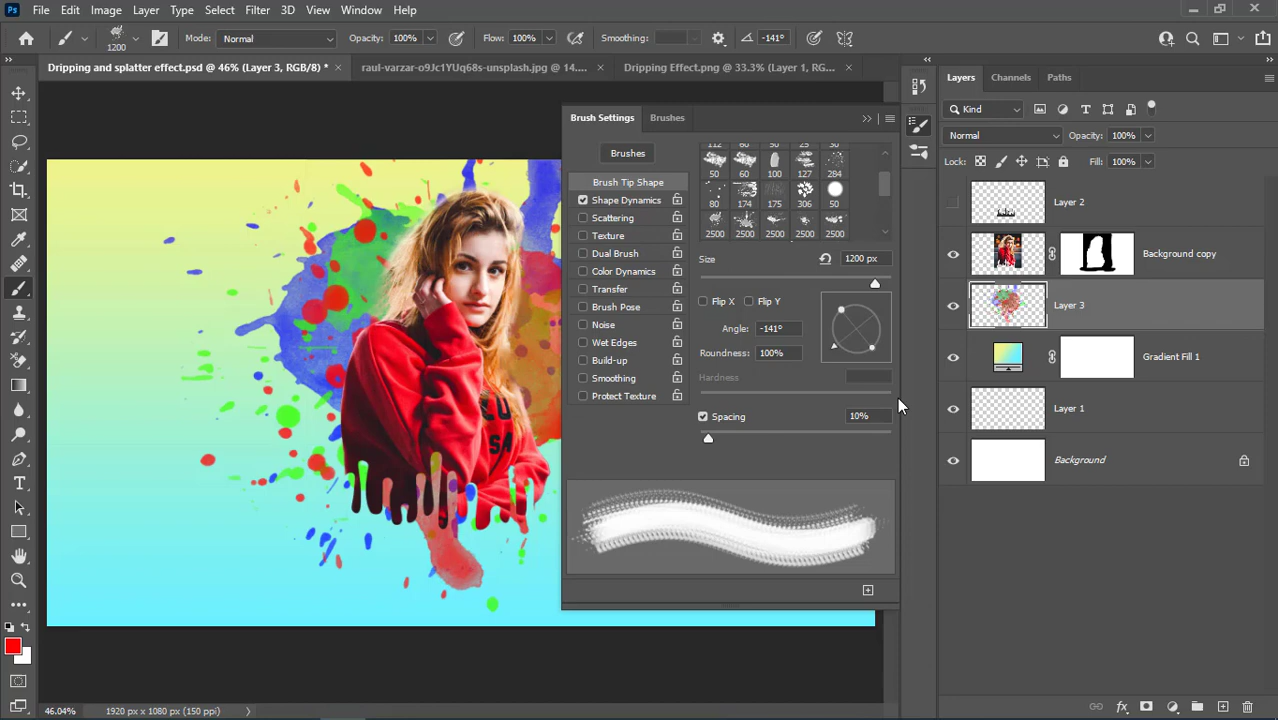 Ps File Edit Image Layer Type Select Filter 3D View Window Help
1200 Mode: Normal Opacity: 100% Flow: 100% Smoothing: -141°
Dripping and splatter effect.psd @ 46% (Layer 3, RGB/8) * raul-varzar-o9Jc1YUq68s-unsplash.jpg @ 14.... Dripping Effect.png @ 33.3% (Layer 1, RG...
Brush Settings Brushes
Brushes
Brush Tip Shape
Shape Dynamics
Scattering
Texture
Dual Brush
Color Dynamics
Transfer
Brush Pose
Noise
Wet Edges
Build-up
Smoothing
Protect Texture
112 60 50 25 50
50 60 100 127 284
80 174 175 306 50
2500 2500 2500 2500 2500
Size 1200 px
Flip X Flip Y
Angle: -141°
Roundness: 100%
Hardness
Spacing 10%
Layers Channels Paths
Kind
Normal Opacity: 100%
Lock: Fill: 100%
Layer 2
Background copy
Layer 3
Gradient Fill 1
Layer 1
Background
46.04% 1920 px x 1080 px (150 ppi)